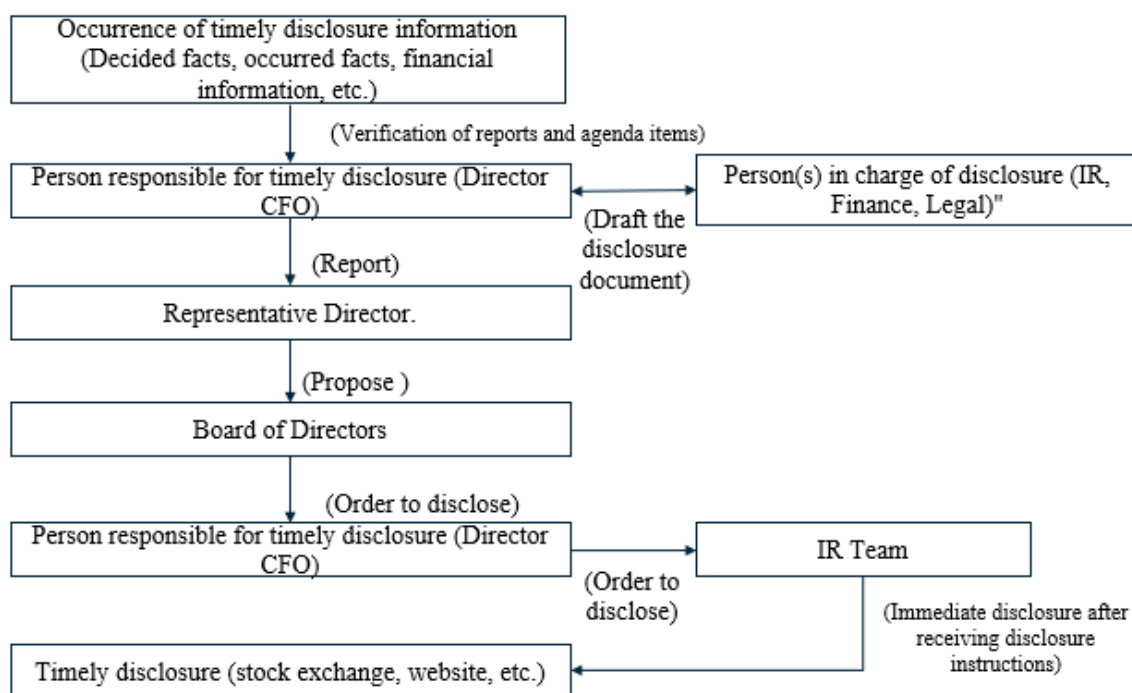 Occurrence of timely disclosure information
(Decided facts, occurred facts, financial
information, etc.)
(Verification of reports and agenda items)
Person responsible for timely disclosure (Director
CFO)
Person(s) in charge of disclosure (IR,
Finance, Legal)"
(Draft the
disclosure
document)
(Report)
Representative Director.
(Propose )
Board of Directors
(Order to disclose)
Person responsible for timely disclosure (Director
CFO)
IR Team
(Order to
disclose)
(Immediate disclosure after
receiving disclosure
instructions)
Timely disclosure (stock exchange, website, etc.)